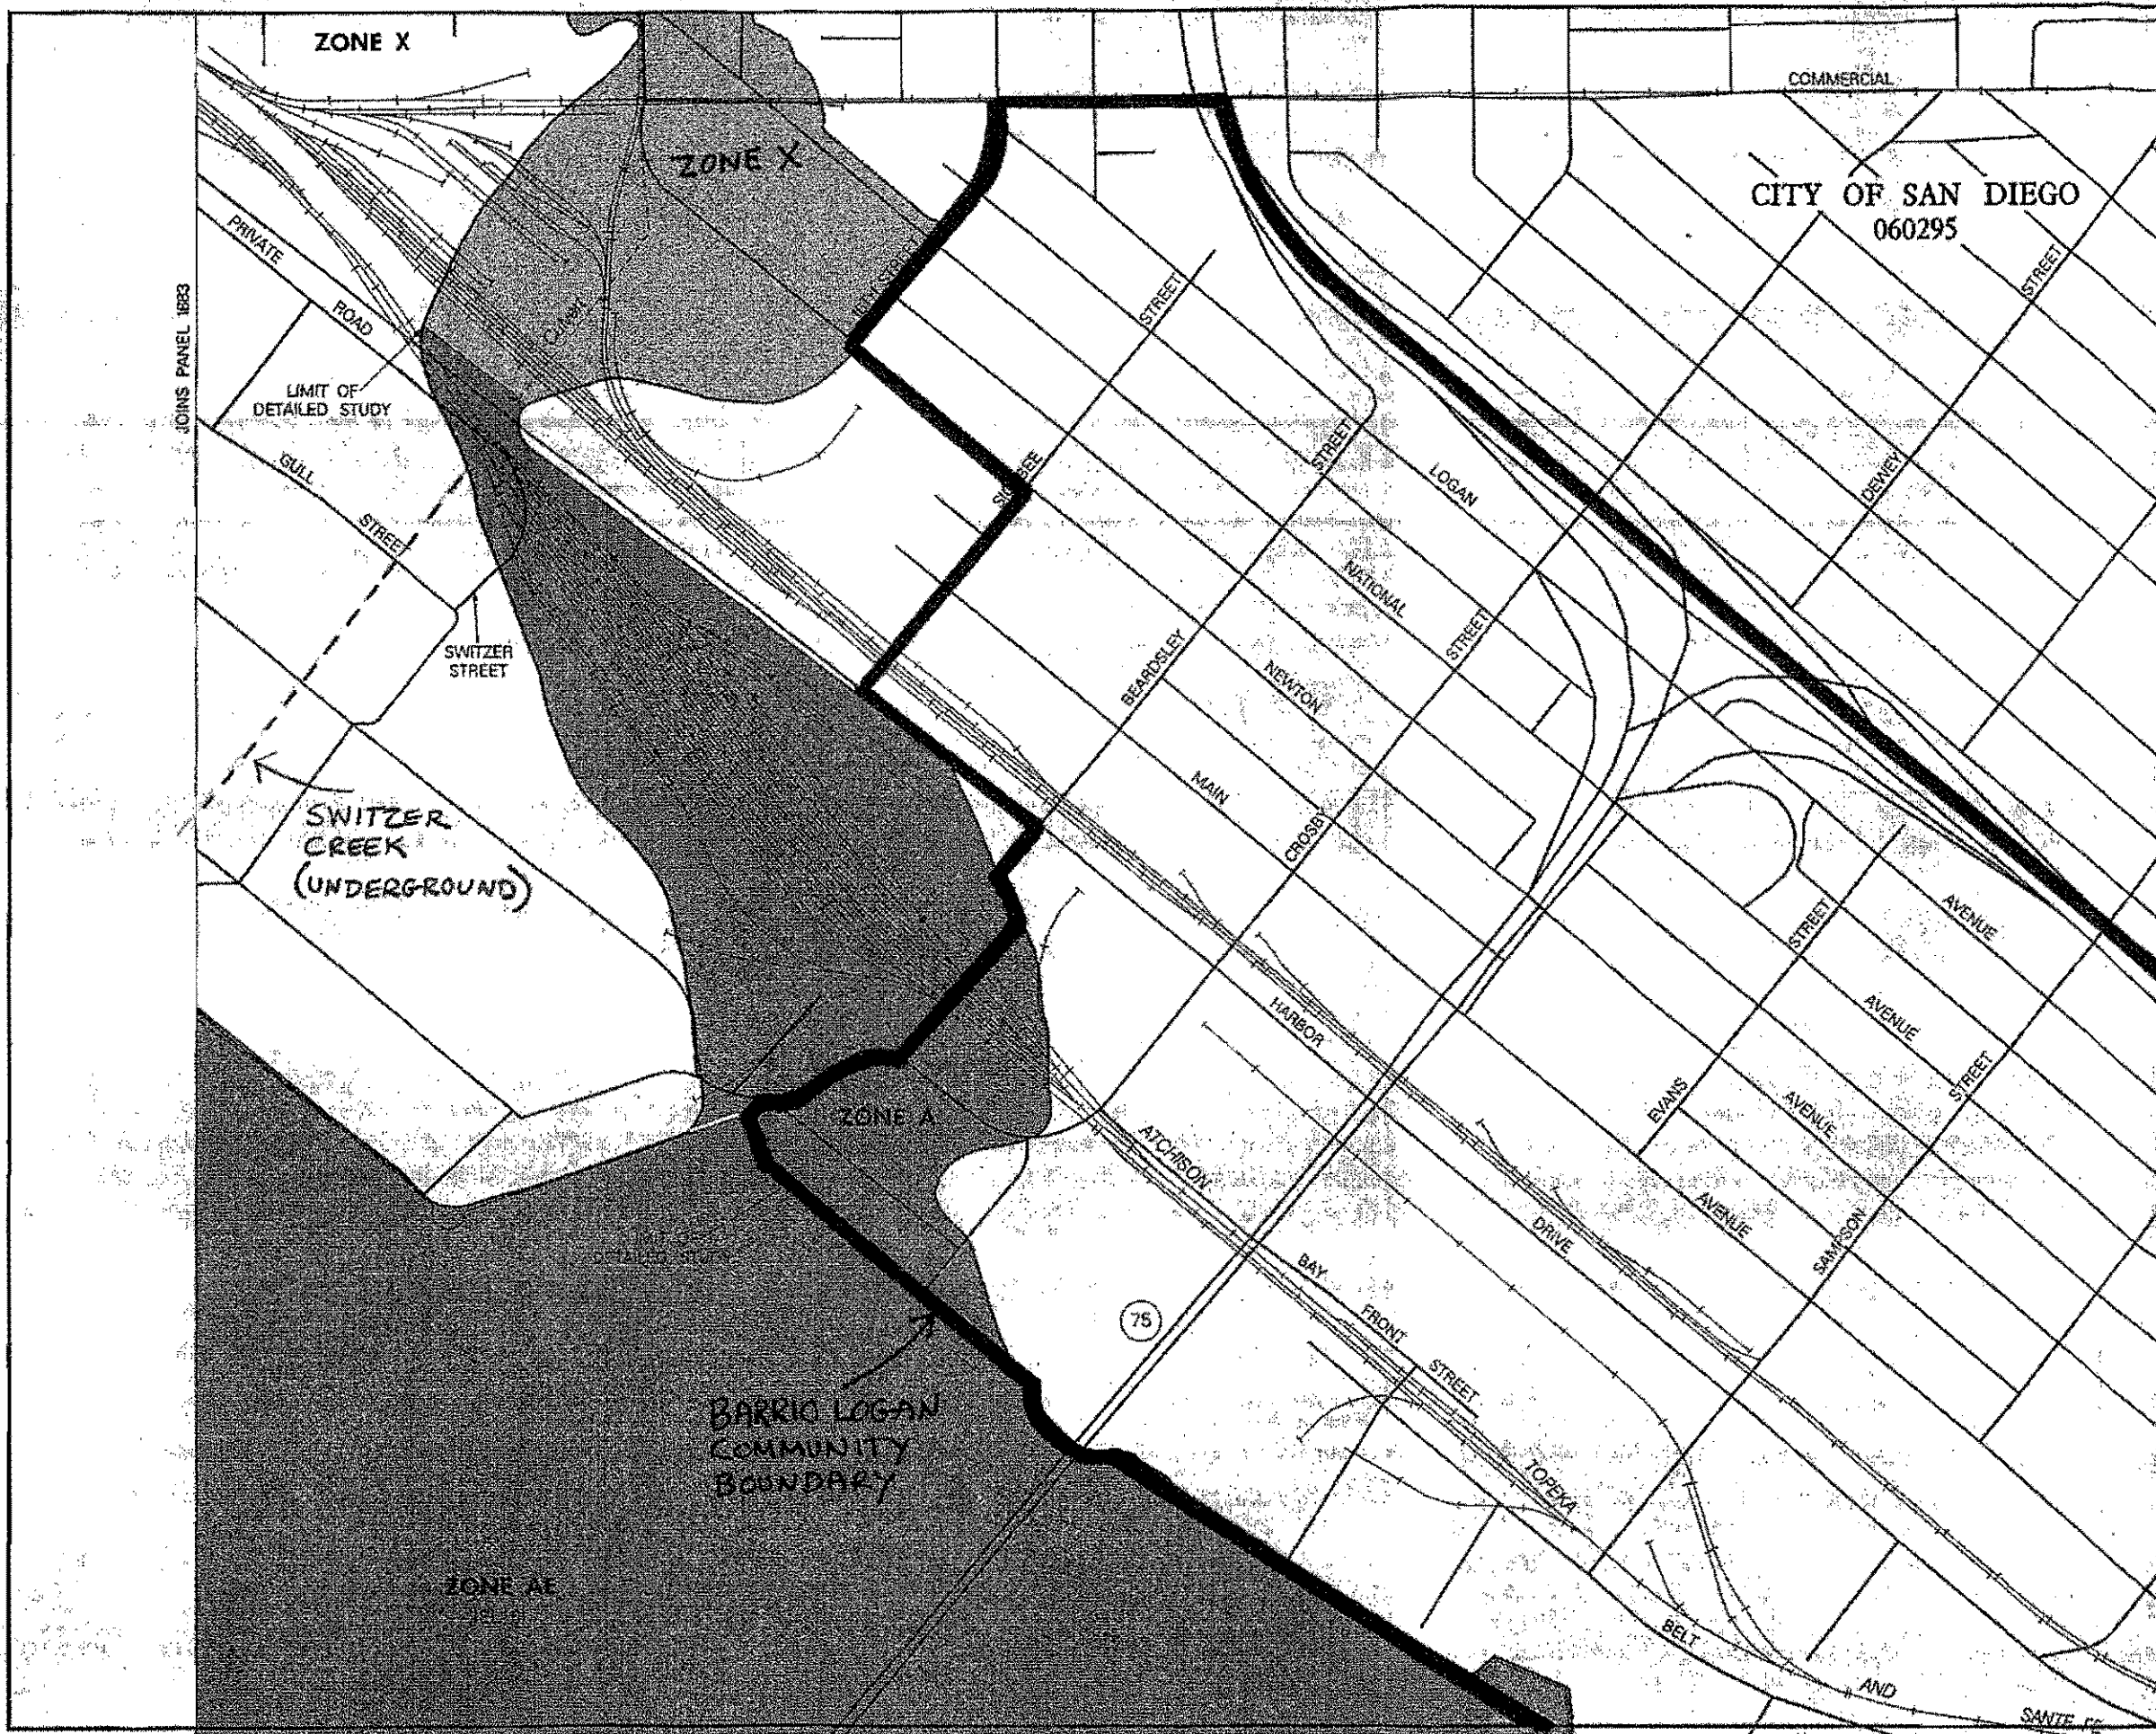 ZONE X
COMMERCIAL
ZONE X
CITY OF SAN DIEGO
060295
PRIVATE
ROAD
JOINS PANEL 1883
Culvert
STREET
STREET
LIMIT OF
DETAILED STUDY
GULL
STREET
STREET
LOGAN
DEWEY
NATIONAL
STREET
SWITZER
STREET
BEARDSLEY
NEWTON
MAIN
CROSBY
SWITZER
CREEK
(UNDERGROUND)
STREET
AVENUE
HARBOR
AVENUE
STREET
EVANS
AVENUE
ZONE A
ATCHISON
AVENUE
SAMPSON
DRIVE
DETAILED STUDY
BAY
FRONT
STREET
75
BARRIO LOGAN
COMMUNITY
BOUNDARY
TOPEKA
ZONE AE
BELT
AND